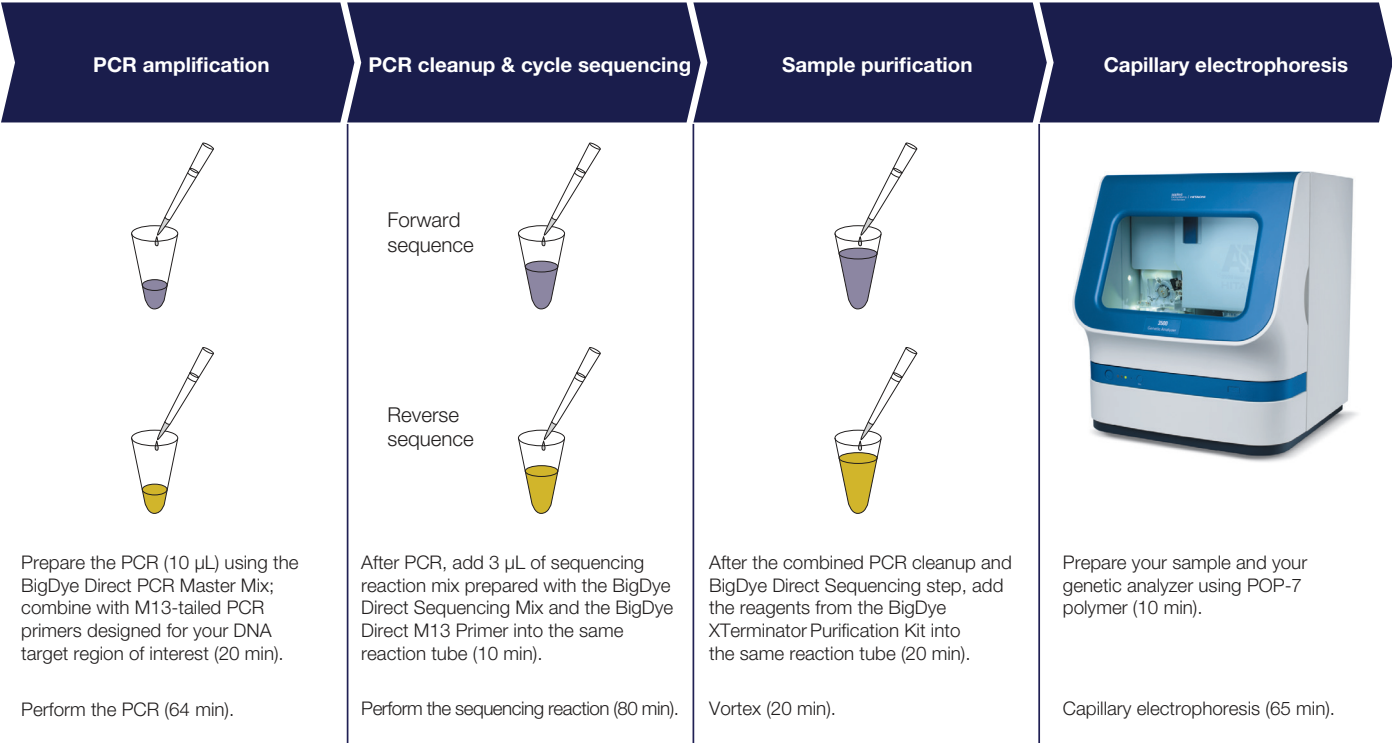 PCR amplification
PCR cleanup & cycle sequencing
Sample purification
Capillary electrophoresis
Forward
sequence
Reverse
sequence
Prepare the PCR (10 µL) using the
BigDye Direct PCR Master Mix;
combine with M13-tailed PCR
primers designed for your DNA
target region of interest (20 min).
Perform the PCR (64 min).
After PCR, add 3 µL of sequencing
reaction mix prepared with the BigDye
Direct Sequencing Mix and the BigDye
Direct M13 Primer into the same
reaction tube (10 min).
Perform the sequencing reaction (80 min).
After the combined PCR cleanup and
BigDye Direct Sequencing step, add
the reagents from the BigDye
XTerminator Purification Kit into
the same reaction tube (20 min).
Vortex (20 min).
3500
Genetic Analyzer
Prepare your sample and your
genetic analyzer using POP-7
polymer (10 min).
Capillary electrophoresis (65 min).